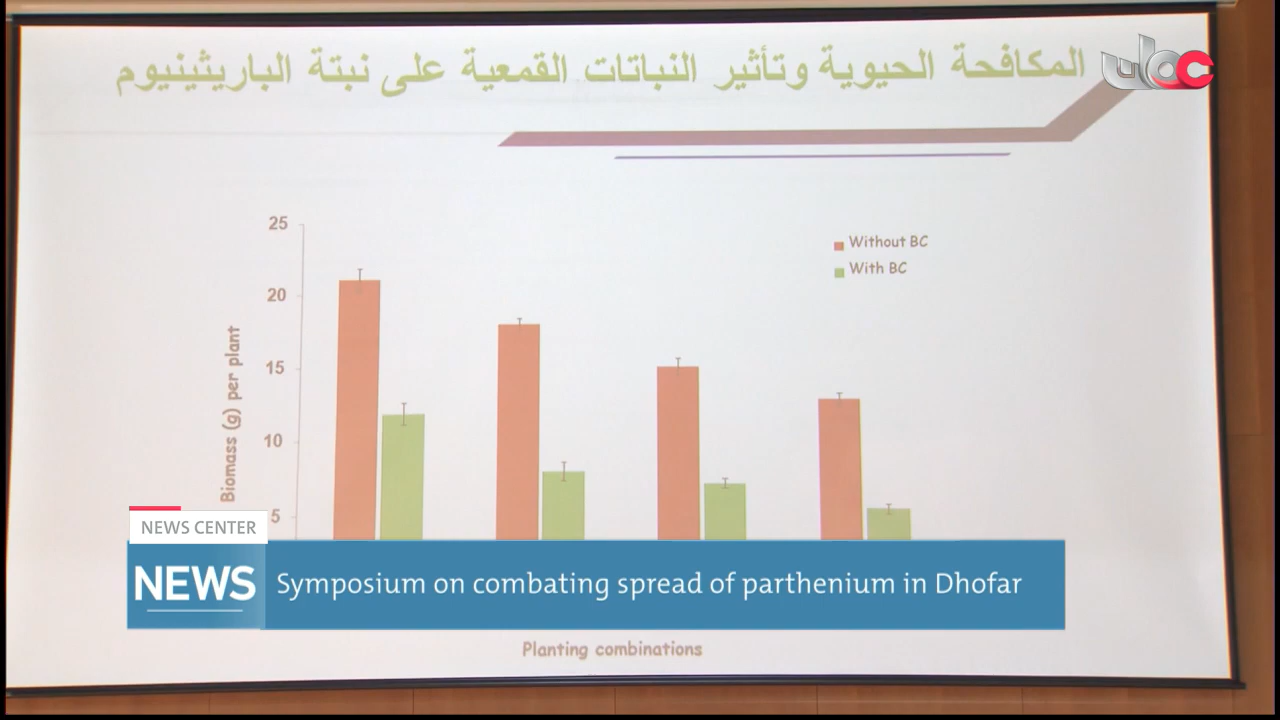 المكافحة الحيوية وتأثير النباتات القمعية على نبتة الباريثينيوم
عمان
25
20
15
10
5
Biomass (g) per plant
Without BC
With BC
NEWS CENTER
NEWS
Symposium on combating spread of parthenium in Dhofar
Planting combinations